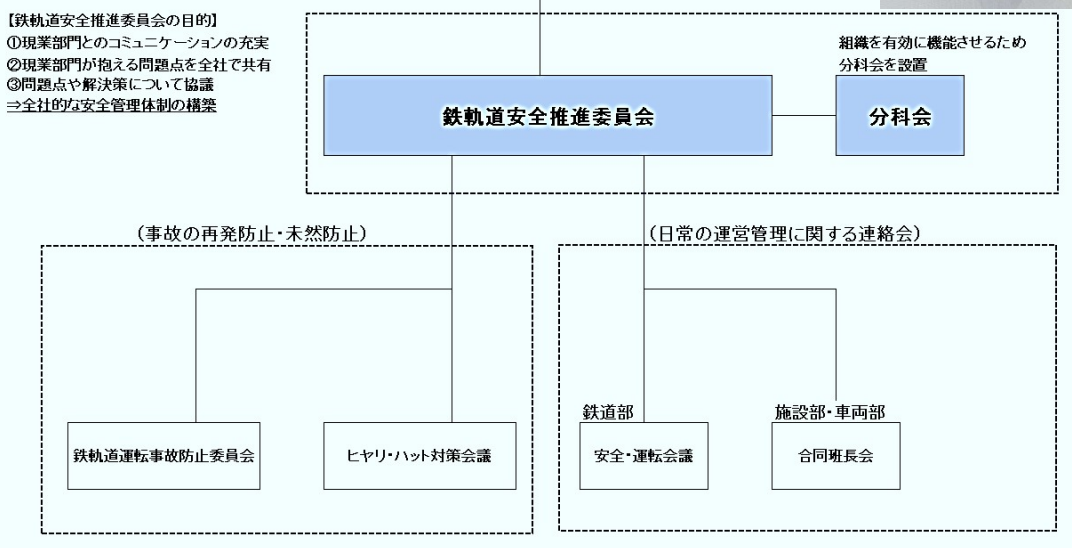 【鉄軌道安全推進委員会の目的】
①現業部門とのコミュニケーションの充実
②現業部門が抱える問題点を全社で共有
③問題点や解決策について協議
⇒全社的な安全管理体制の構築
組織を有効に機能させるため
分科会を設置
鉄軌道安全推進委員会
分科会
(事故の再発防止・未然防止)
(日常の運営管理に関する連絡会)
鉄道部
施設部・車両部
鉄軌道運転事故防止委員会
ヒヤリ・ハット対策会議
安全・運転会議
合同班長会